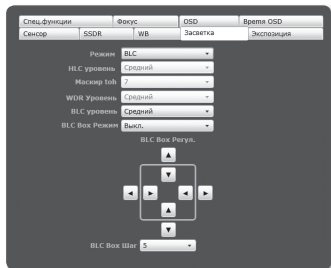 Спец.функции Фокус OSD Время OSD
Сенсор SSDR WB Засветка Экспозиция
Режим BLC
HLC уровень Средний
Маскир toh 7
WDR Уровень Средний
BLC уровень Средний
BLC Box Режим Выкл.
BLC Box Регул.
BLC Box Шаг 5